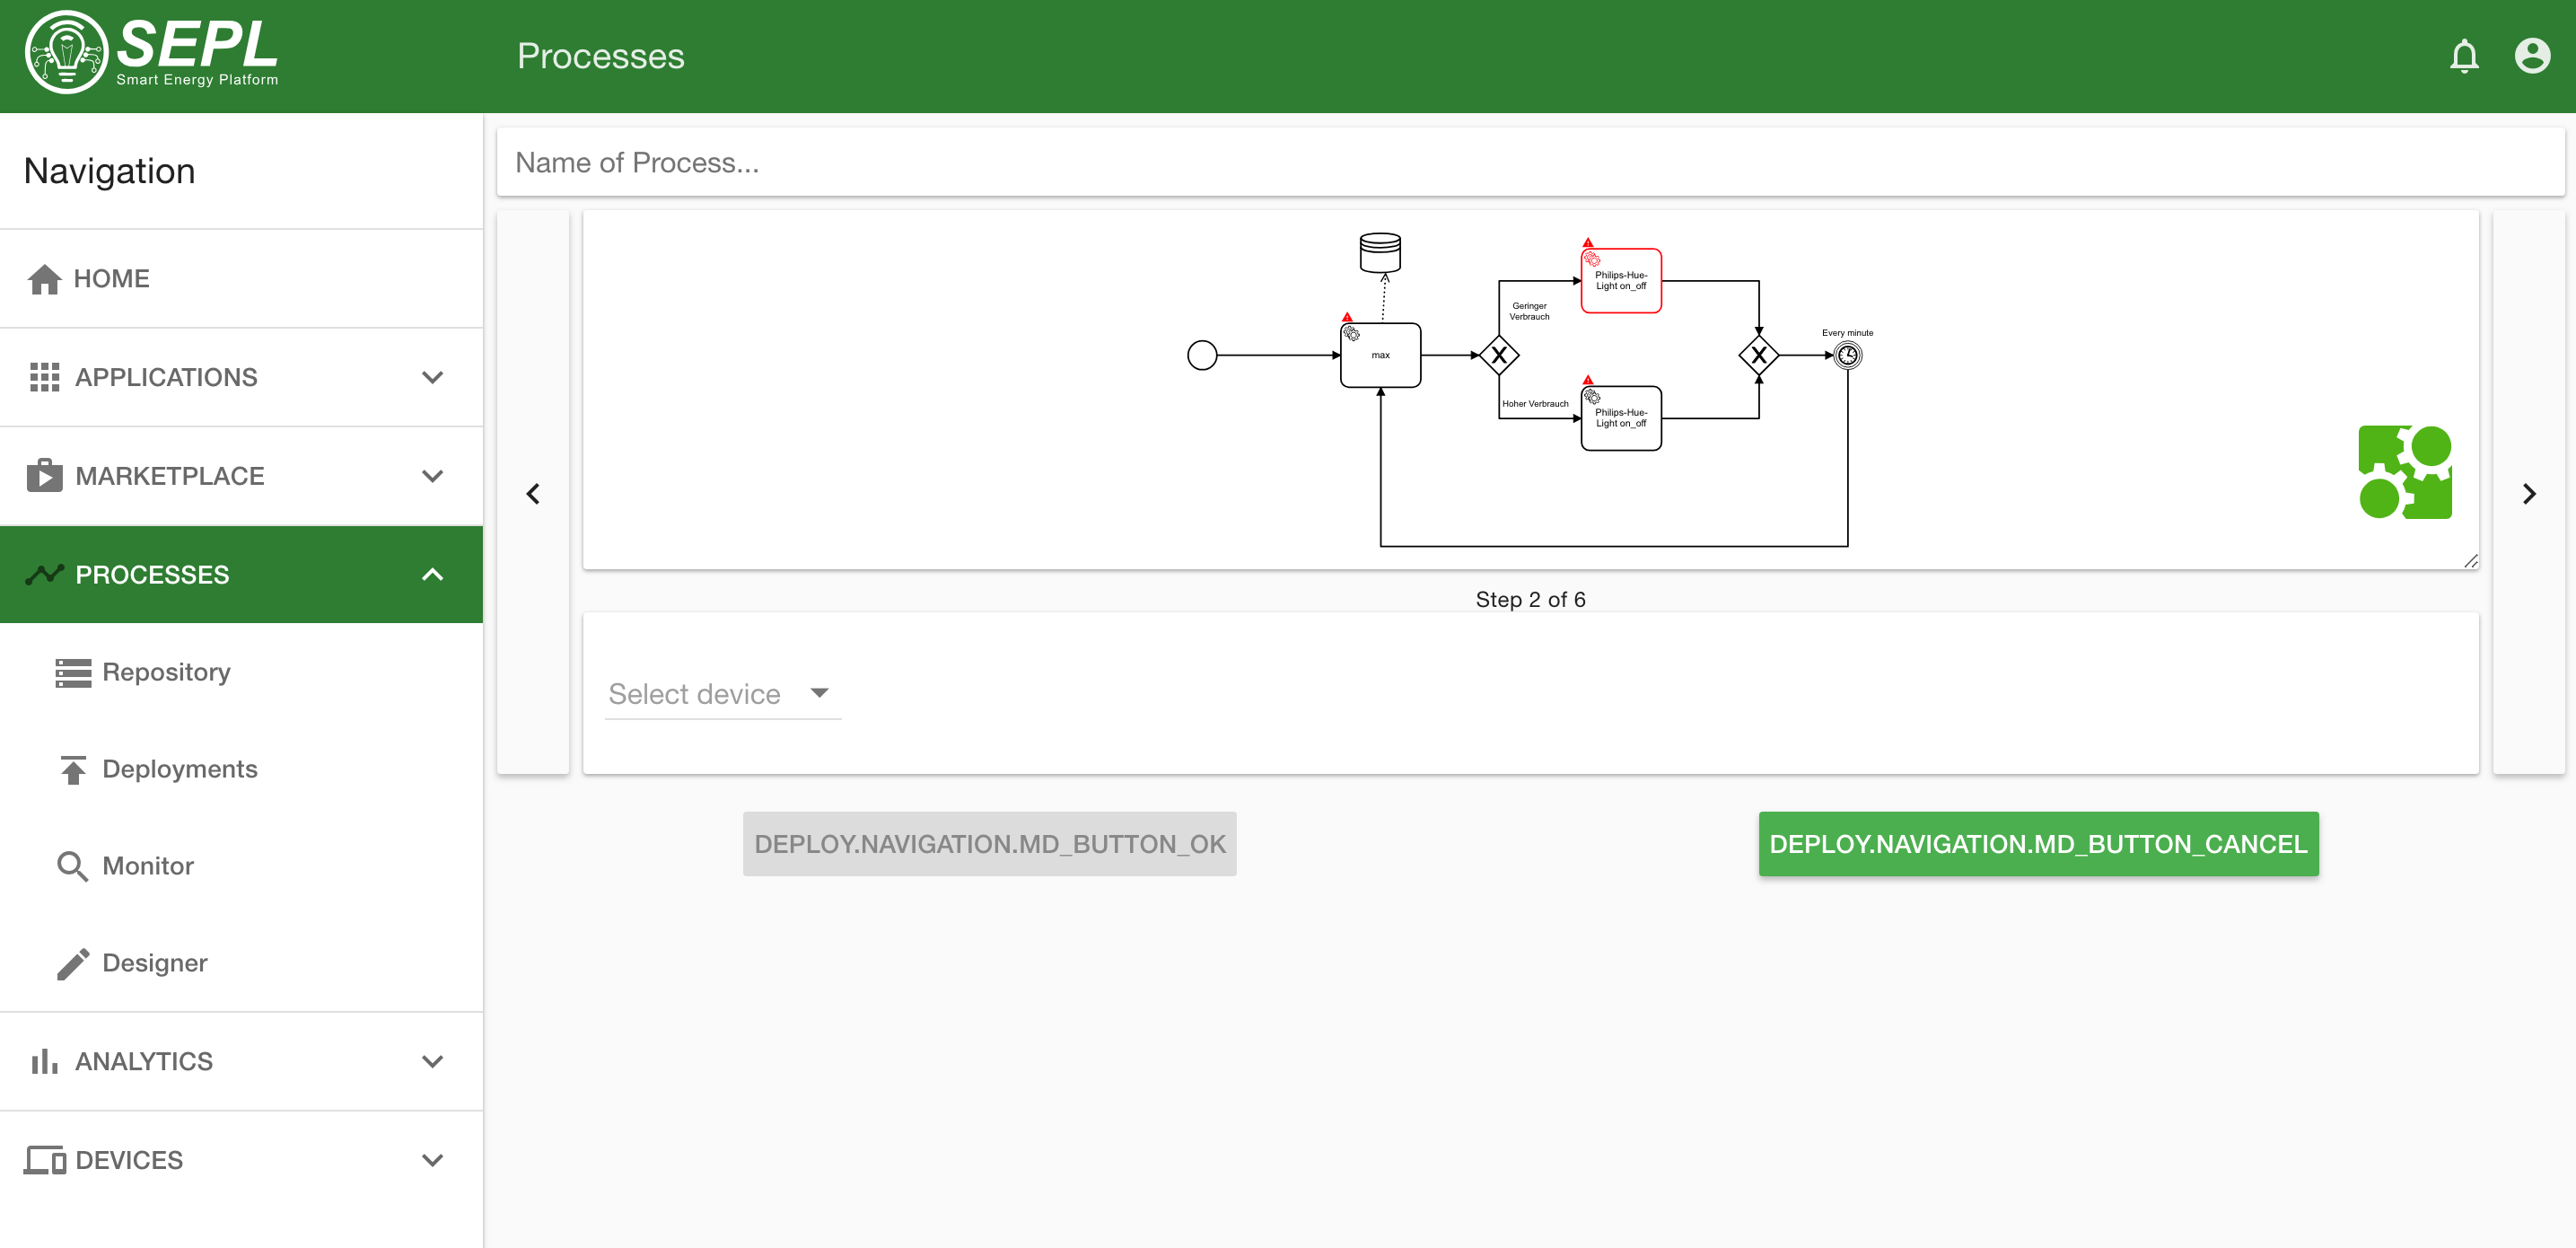 SEPL
Smart Energy Platform
Processes
Navigation
HOME
APPLICATIONS
MARKETPLACE
PROCESSES
Repository
Deployments
Monitor
Designer
ANALYTICS
DEVICES
Name of Process...
Philips-Hue-
Light on_off
Geringer
Verbrauch
Every minute
max
X
X
Hoher Verbrauch
Philips-Hue-
Light on_off
Step 2 of 6
Select device
DEPLOY.NAVIGATION.MD_BUTTON_OK
DEPLOY.NAVIGATION.MD_BUTTON_CANCEL